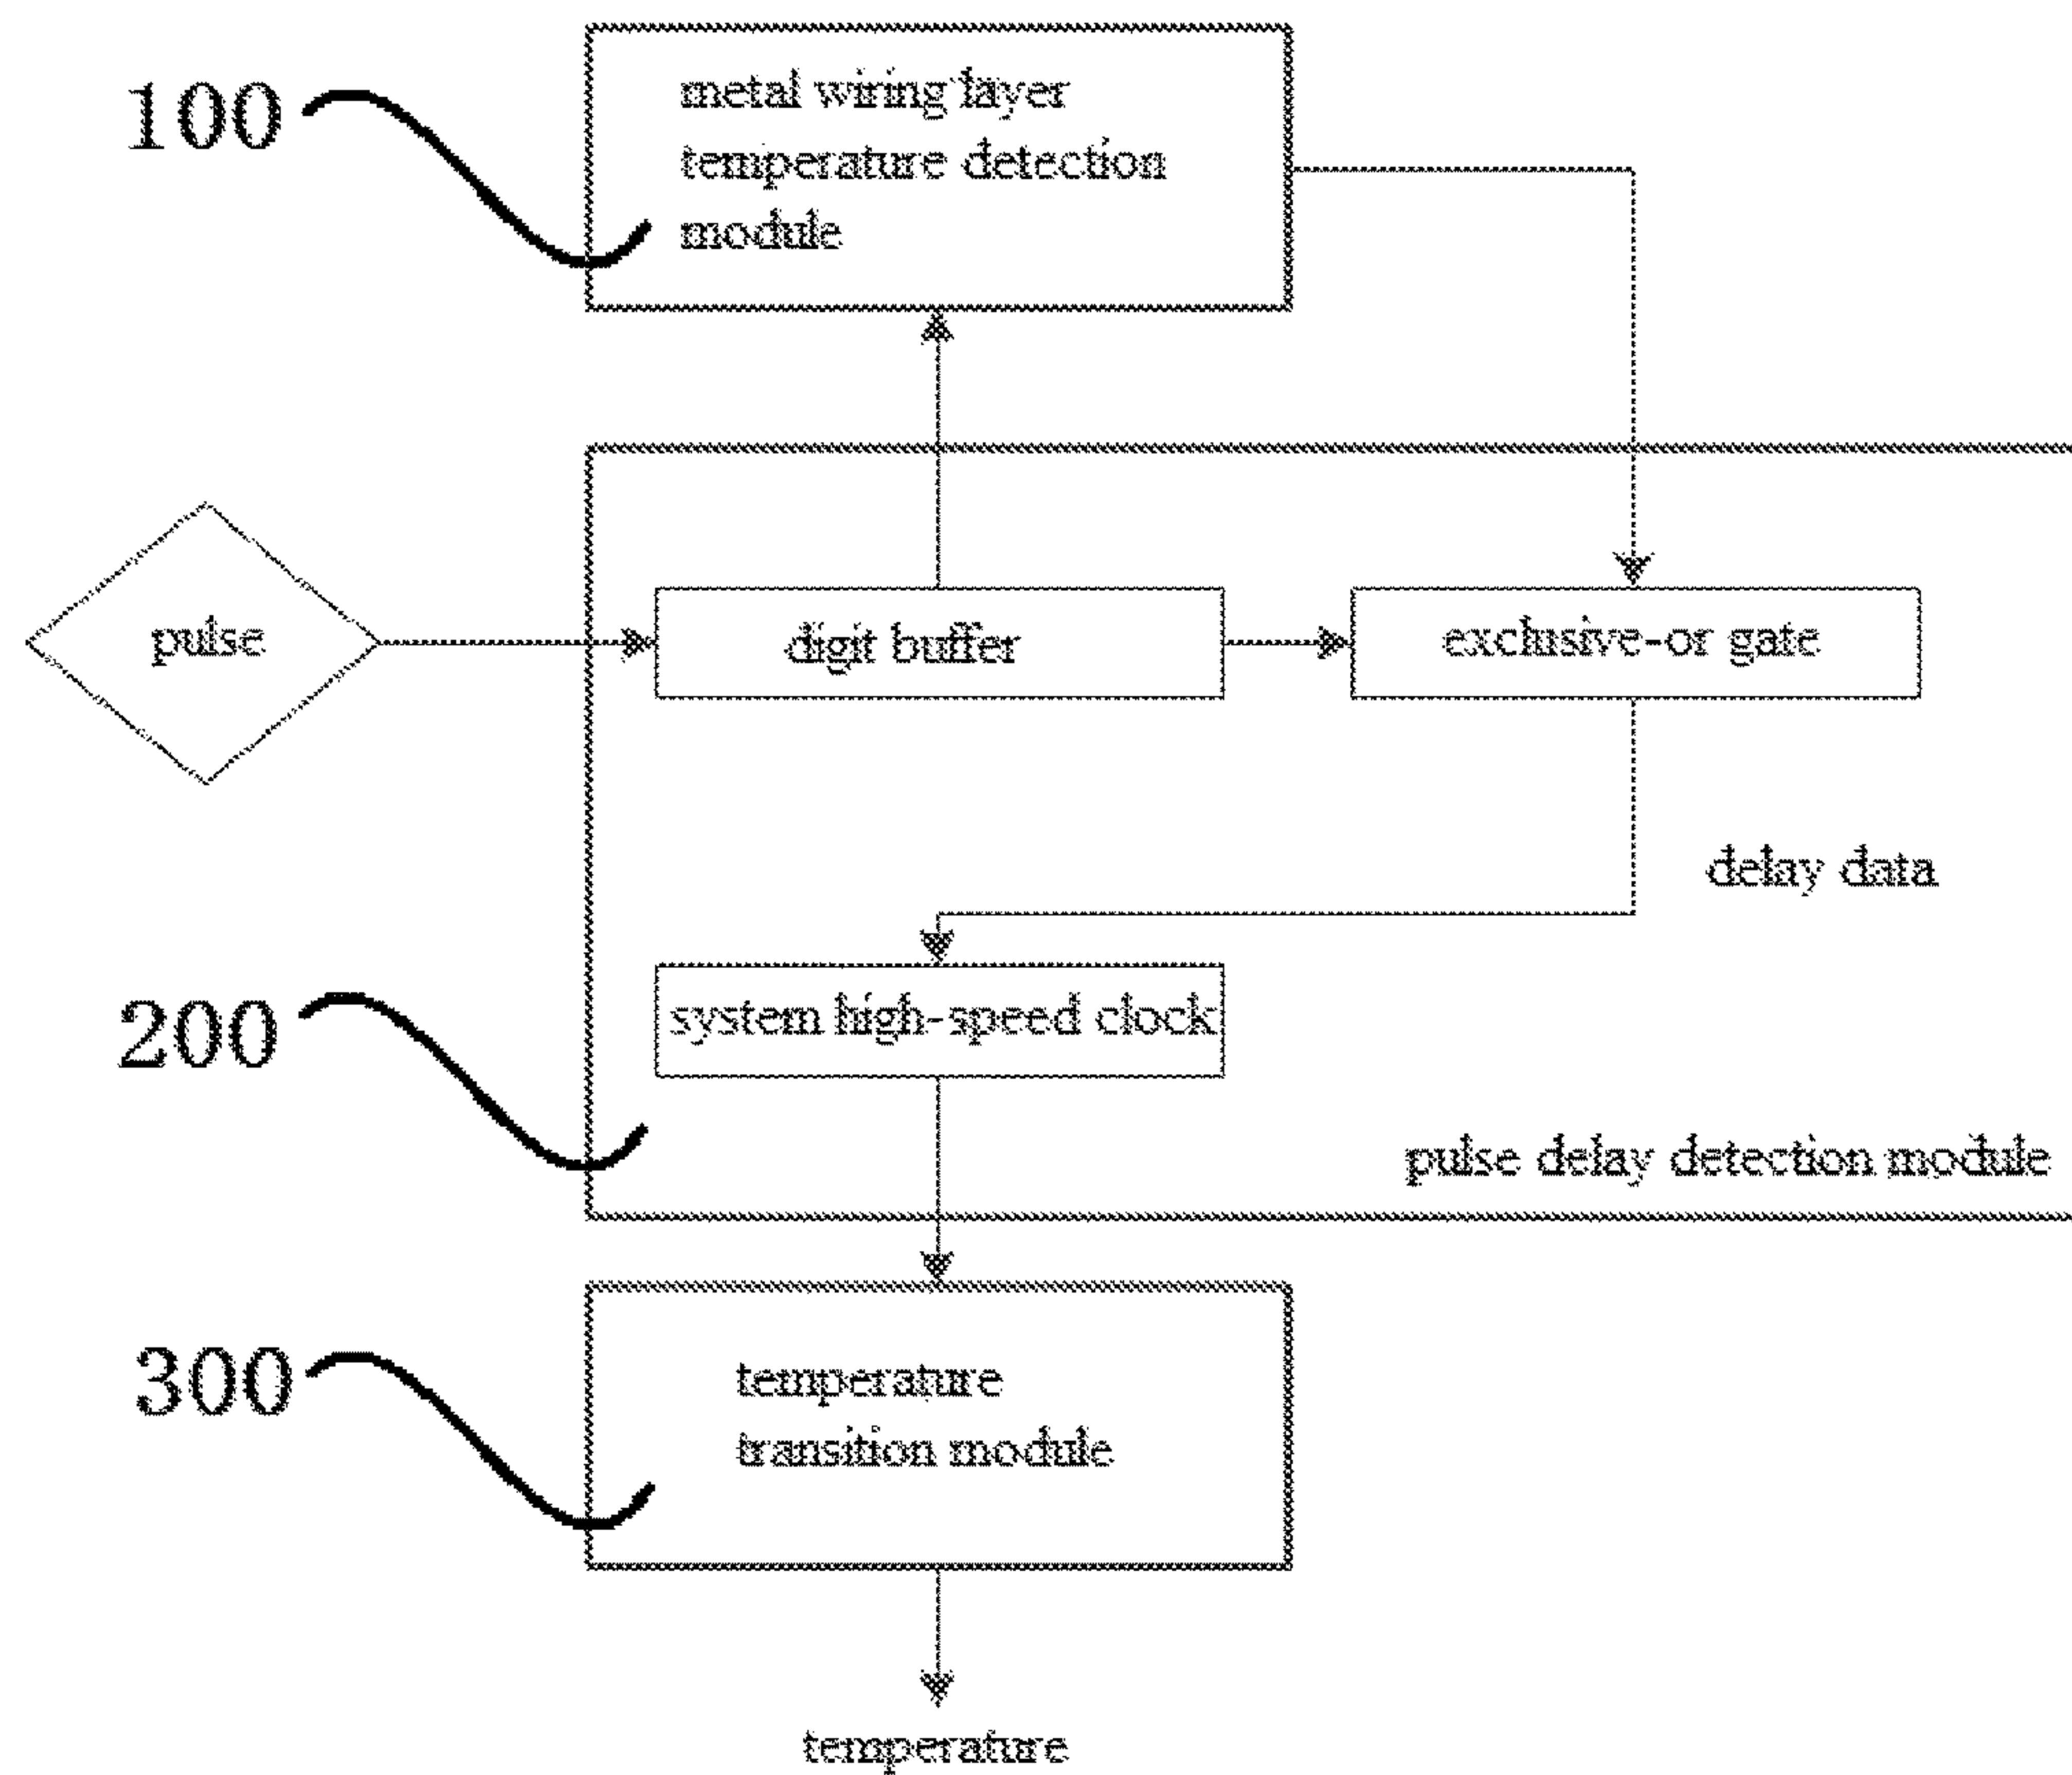 100
metal wiring layer
temperature detection
module
pulse
digit buffer
exclusive-or gate
delay data
200
system high-speed clock
pulse delay detection module
300
temperature
transition module
temperature